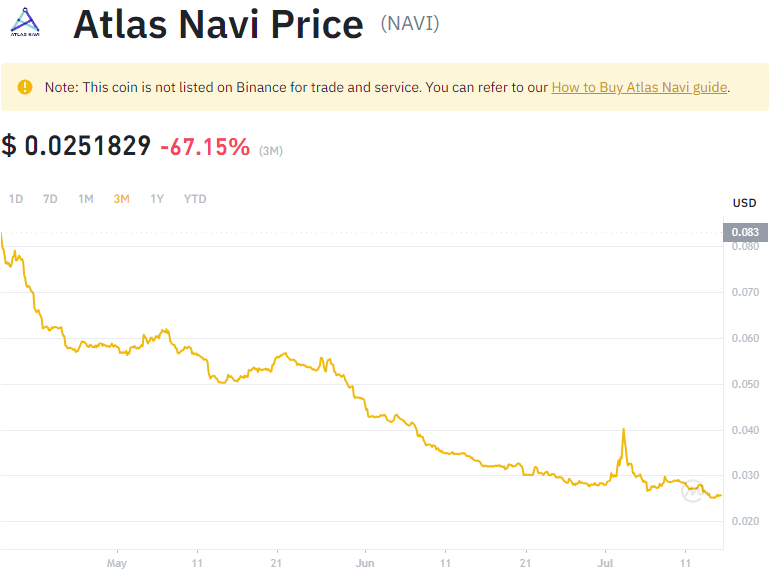 ATLAS NAVI
Atlas Navi Price (NAVI)
Note: This coin is not listed on Binance for trade and service. You can refer to our How to Buy Atlas Navi guide.
$ 0.0251829 -67.15% (3M)
1D 7D 1M 3M 1Y YTD
USD
0.083
0.080
0.070
0.060
0.050
0.040
0.030
0.020
May 11 21 Jun 11 21 Jul 11